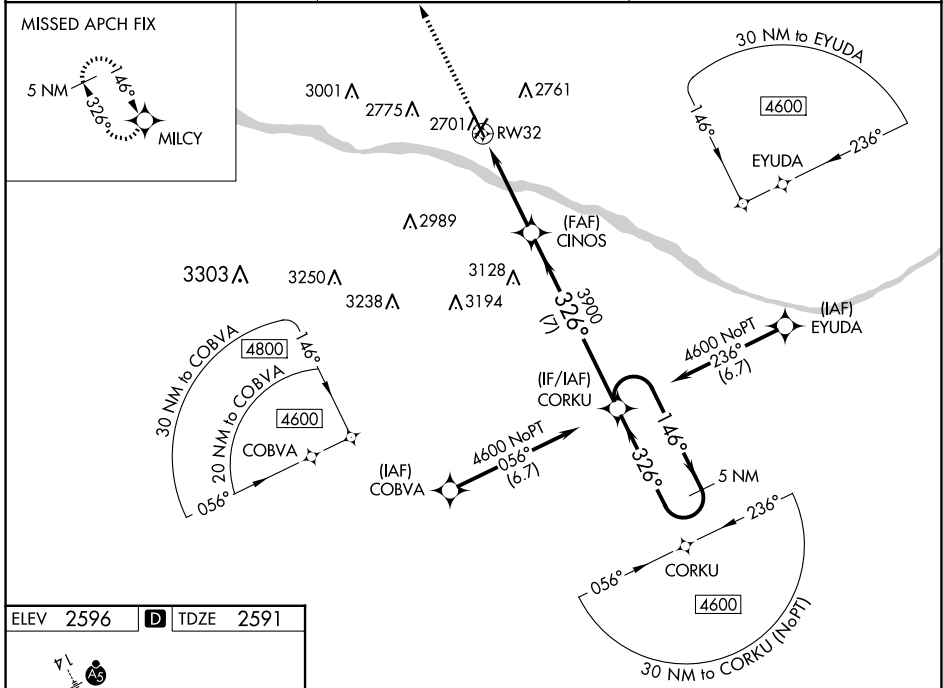 MISSED APCH FIX
5 NM
146°
326°
MILCY
3001
2775
2761
2701
RW32
30 NM to EYUDA
4600
146°
236°
EYUDA
2989
(FAF)
CINOS
3303
3250
3128
3238
3194
3900
326°
(7)
(IAF)
EYUDA
4600 NoPT
236°
(6.7)
30 NM to COBVA
4800
146°
20 NM to COBVA
4600
COBVA
056°
(IF/IAF)
CORKU
4600 NoPT
056°
(6.7)
(IAF)
COBVA
146°
326°
5 NM
236°
056°
CORKU
4600
30 NM to CORKU (NoPT)
ELEV 2596 D TDZE 2591
14
A5